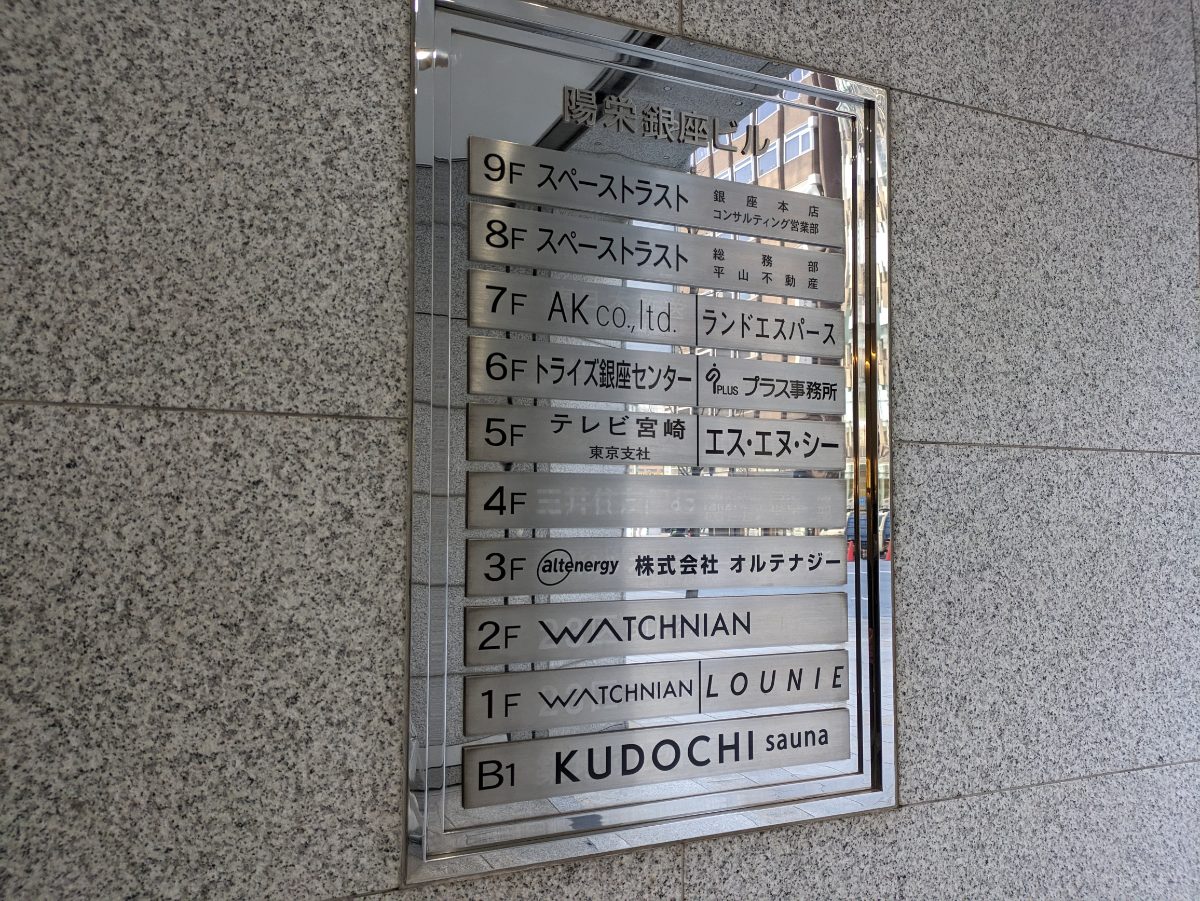 陽栄銀座ビル
9F スペーストラスト 銀座本店
コンサルティング営業部
8F スペーストラスト 総務部
平山不動産
7F AK co.,ltd. ランドエスパース
6F トライズ銀座センター PLUS プラス事務所
5F テレビ宮崎 エス・エヌ・シー
東京支社
4F
3F altenergy 株式会社 オルテナジー
2F WATCHNIAN
1F WATCHNIAN LOUNIE
B1 KUDOCHI sauna